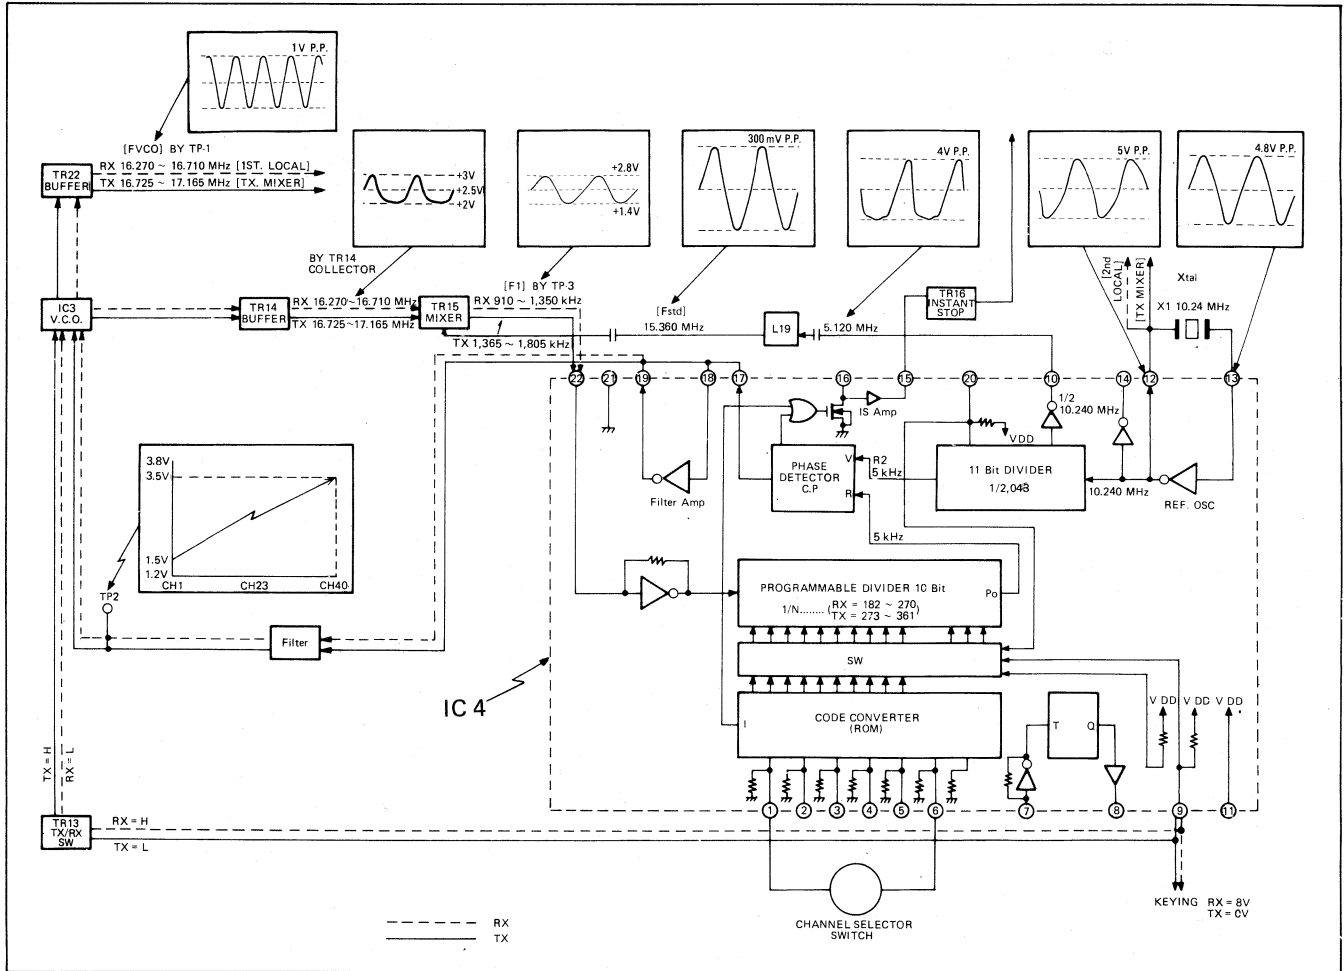 1V P.P.
[FVCO] BY TP-1
RX 16.270 ~ 16.710 MHz [1ST. LOCAL]
TX 16.725 ~ 17.165 MHz [TX. MIXER]
TR22
BUFFER
+3V
+2.5V
+2V
BY TR14
COLLECTOR
+2.8V
+1.4V
[F1] BY TP-3
300 mV P.P.
[Fstd]
4V P.P.
5V P.P.
4.8V P.P.
[2nd
LOCAL]
[TX MIXER]
Xtal
X1 10.24 MHz
IC3
V.C.O.
TR14
BUFFER
RX 16.270~16.710 MHz
TX 16.725~17.165 MHz
TR15
MIXER
RX 910 ~ 1,350 kHz
TX 1,365 ~ 1,805 kHz
15.360 MHz
L19
5.120 MHz
TR16
INSTANT
STOP
22
21
19
18
17
16
15
20
10
14
12
13
IS Amp
1/2
10.240 MHz
VDD
Filter Amp
PHASE
DETECTOR
C.P
V
R
R2
5 kHz
11 Bit DIVIDER
1/2,048
10.240 MHz
REF. OSC
5 kHz
3.8V
3.5V
1.5V
1.2V
CH1
CH23
CH40
TP2
Filter
PROGRAMMABLE DIVIDER 10 Bit
1/N........ (RX = 182 ~ 270)
TX = 273 ~ 361
Po
SW
IC 4
I
CODE CONVERTER
(ROM)
T
Q
V DD
V DD
V DD
1
2
3
4
5
6
7
8
9
11
TX = H
RX = L
TR13
TX/RX
SW
RX = H
TX = L
CHANNEL SELECTOR
SWITCH
KEYING RX = 8V
TX = 0V
RX
TX